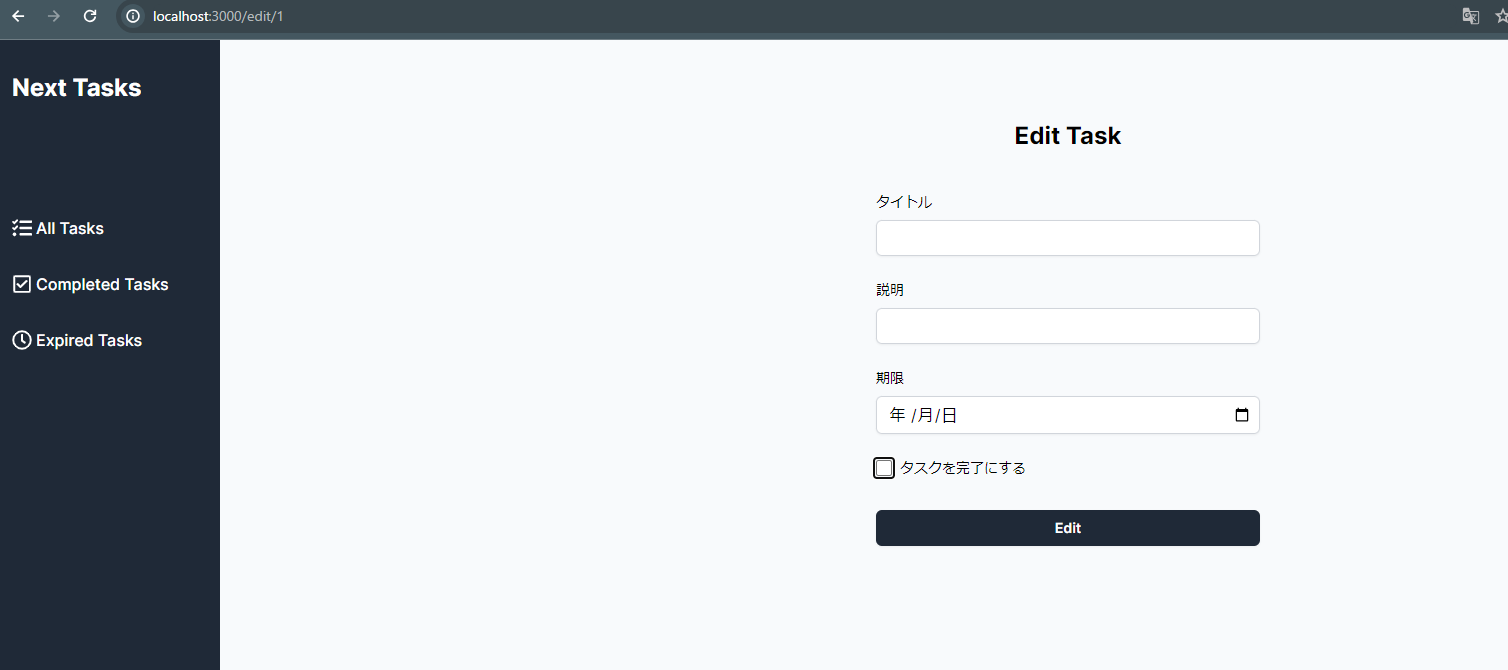 localhost:3000/edit/1
Next Tasks
All Tasks
Completed Tasks
Expired Tasks
Edit Task
タイトル
説明
期限
年 /月/日
タスクを完了にする
Edit